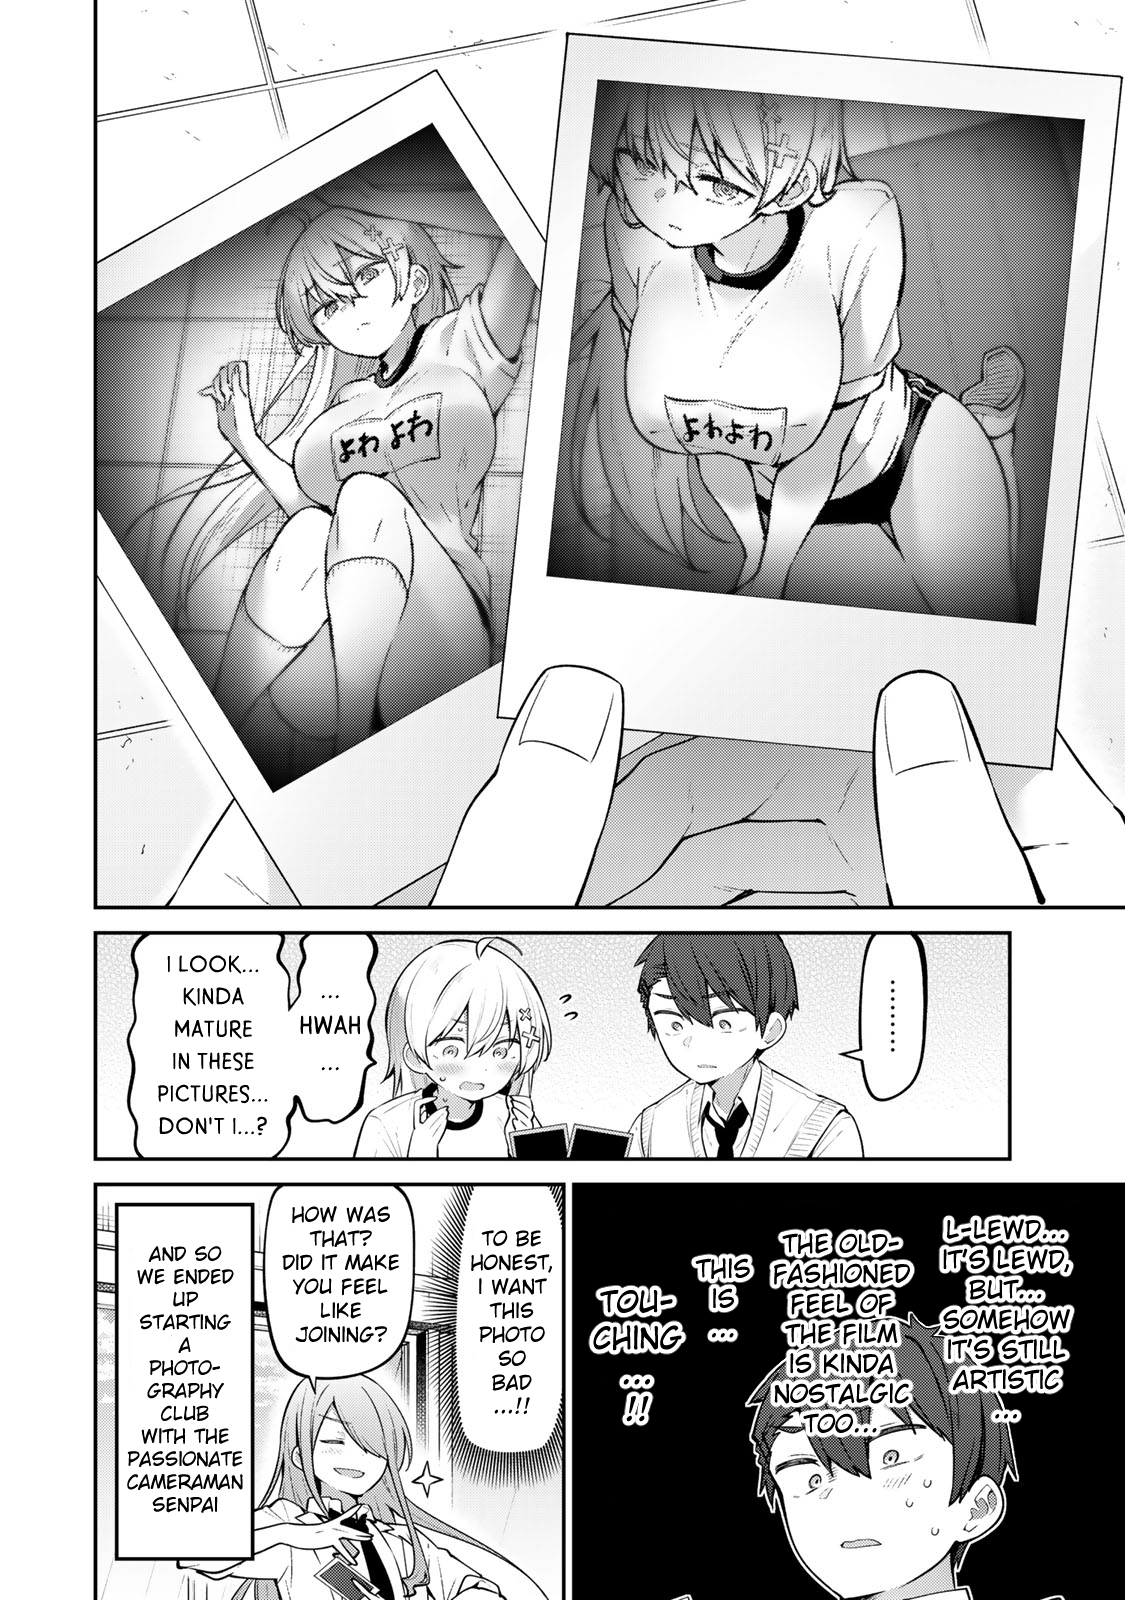 よわよわ
よわよわ
.........
...
HWAH
...
I LOOK...
KINDA
MATURE
IN THESE
PICTURES...
DON'T I...?
L-LEWD...
IT'S LEWD,
BUT...
SOMEHOW
IT'S STILL
ARTISTIC
...
THE OLD-
FASHIONED
FEEL OF
THE FILM
IS KINDA
NOSTALGIC
TOO...
THIS
IS
...
TOU-
CHING
...
!!
TO BE
HONEST,
I WANT
THIS
PHOTO
SO
BAD
...!!
HOW WAS
THAT?
DID IT MAKE
YOU FEEL
LIKE
JOINING?
AND SO
WE ENDED
UP
STARTING
A
PHOTO-
GRAPHY
CLUB
WITH THE
PASSIONATE
CAMERAMAN
SENPAI